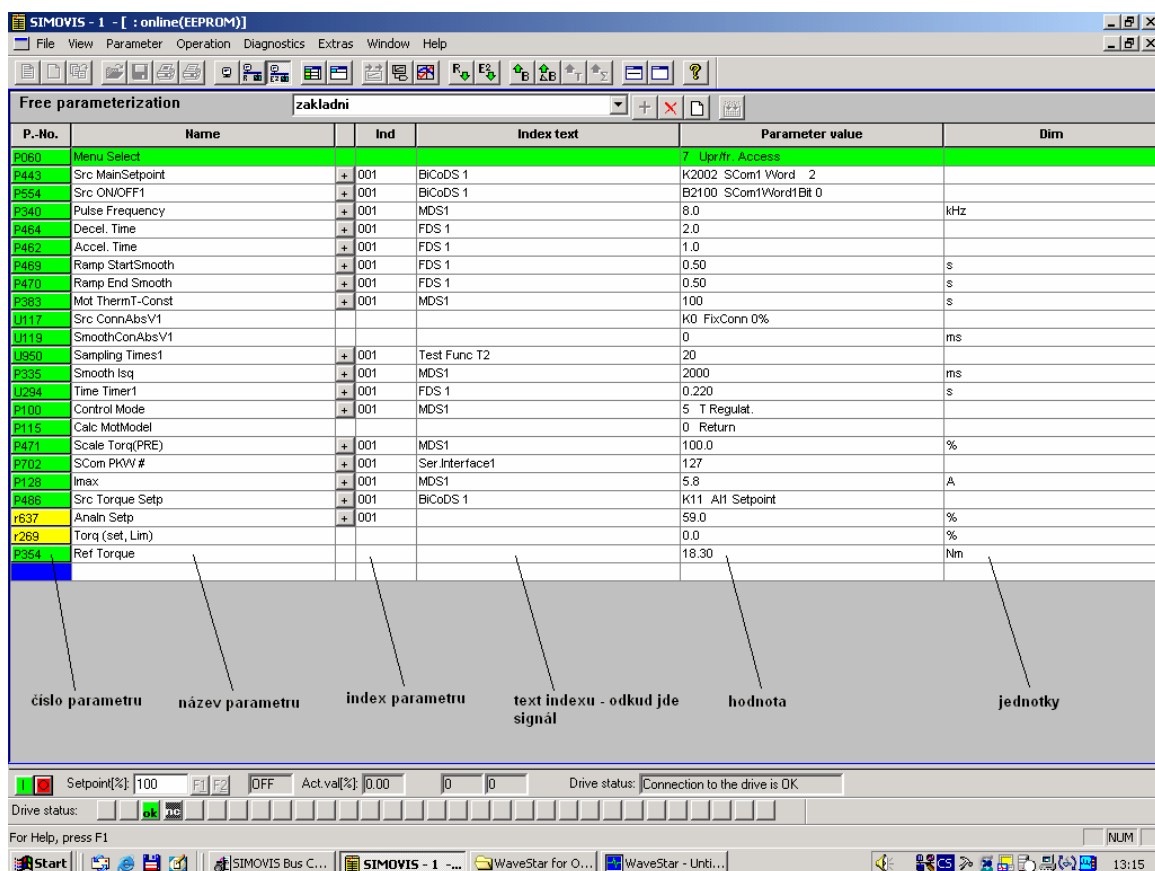 SIMOVIS - 1 - [ : online(EEPROM)]
File View Parameter Operation Diagnostics Extras Window Help
Free parameterization zakladni
P.-No. Name Ind Index text Parameter value Dim
P060 Menu Select 7 Upr/fr. Access
P443 Src MainSetpoint + 001 BiCoDS 1 K2002 SCom1 Word 2
P554 Src ON/OFF1 + 001 BiCoDS 1 B2100 SCom1Word1Bit 0
P340 Pulse Frequency + 001 MDS1 8.0 kHz
P464 Decel. Time + 001 FDS 1 2.0
P462 Accel. Time + 001 FDS 1 1.0
P469 Ramp StartSmooth + 001 FDS 1 0.50 s
P470 Ramp End Smooth + 001 FDS 1 0.50 s
P383 Mot ThermT-Const + 001 MDS1 100 s
U117 Src ConnAbsV1 K0 FixConn 0%
U119 SmoothConAbsV1 0 ms
U950 Sampling Times1 + 001 Test Func T2 20
P335 Smooth Isq + 001 MDS1 2000 ms
U294 Time Timer1 + 001 FDS 1 0.220 s
P100 Control Mode + 001 MDS1 5 T Regulat.
P115 Calc MotModel 0 Return
P471 Scale Torq(PRE) + 001 MDS1 100.0 %
P702 SCom PKW # + 001 Ser.Interface1 127
P128 Imax + 001 MDS1 5.8 A
P486 Src Torque Setp + 001 BiCoDS 1 K11 AI1 Setpoint
r637 AnaIn Setp + 001 59.0 %
r269 Torq (set, Lim) 0.0 %
P354 Ref Torque 18.30 Nm
číslo parametru název parametru index parametru text indexu - odkud jde hodnota jednotky
signál
Setpoint[%]: 100 F1 F2 OFF Act.val[%]: 0.00 0 0 Drive status: Connection to the drive is OK
Drive status: ok
For Help, press F1 NUM
Start SIMOVIS Bus C... SIMOVIS - 1 -... WaveStar for O... WaveStar - Unti... CS 13:15